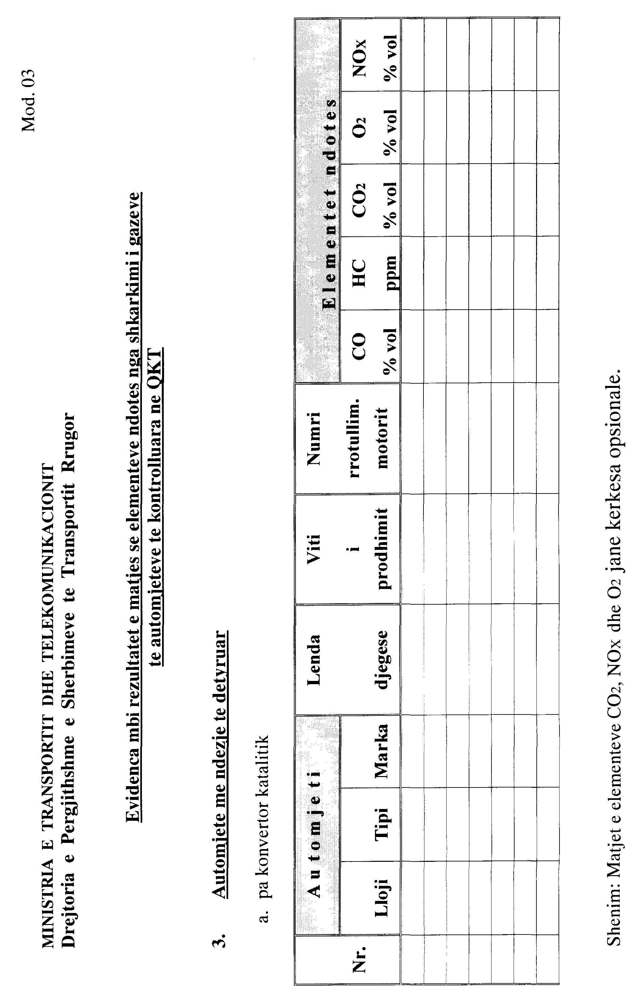 Mod. 03
MINISTRIA E TRANSPORTIT DHE TELEKOMUNIKACIONIT
Drejtoria e Pergjithshme e Sherbimeve te Transportit Rrugor
Evidenca mbi rezultatet e matjes se elementeve ndotes nga shkarkimi i gazeve
te automjeteve te kontrolluara ne QKT
3. Automjete me ndezje te detyruar
a. pa konvertor katalitik
Nr.
Automjeti
Lloji
Tipi
Marka
Lenda
djegese
Viti
i
prodhimit
Numri
rrotullim.
motorit
Elementet ndotes
CO
% vol
HC
ppm
CO2
% vol
O2
% vol
NOx
% vol
Shenim: Matjet e elementeve CO2, NOx dhe O2 jane kerkesa opsionale.